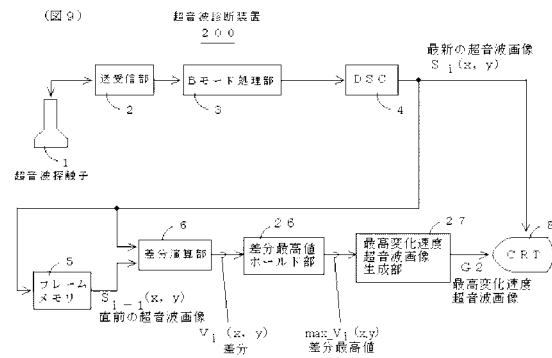 (図9)
超音波診断装置
200
最新の超音波画像
Si(x, y)
送受信部
2
Bモード処理部
3
DSC
4
1
超音波探触子
5
フレームメモリ
Si-1(x, y)
直前の超音波画像
6
差分演算部
Vi(x, y)
差分
26
差分最高値
ホールド部
max_Vi(x,y)
差分最高値
27
最高変化速度
超音波画像
生成部
G2
最高変化速度
超音波画像
8
CRT